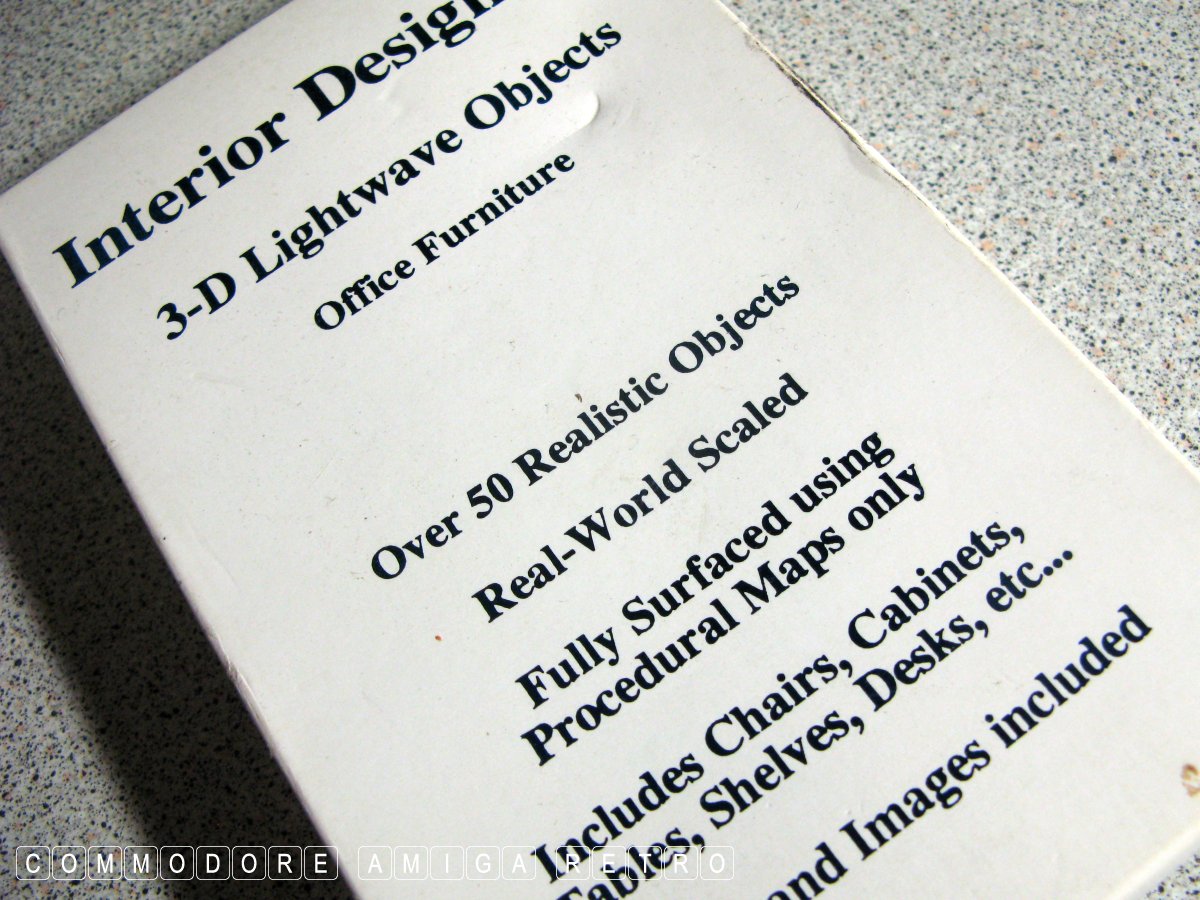 Interior Design
3-D Lightwave Objects
Office Furniture
Over 50 Realistic Objects
Real-World Scaled
Fully Surfaced using
Procedural Maps only
Includes Chairs, Cabinets,
Tables, Shelves, Desks, etc...
and Images included
COMMODORE AMIGA RETRO